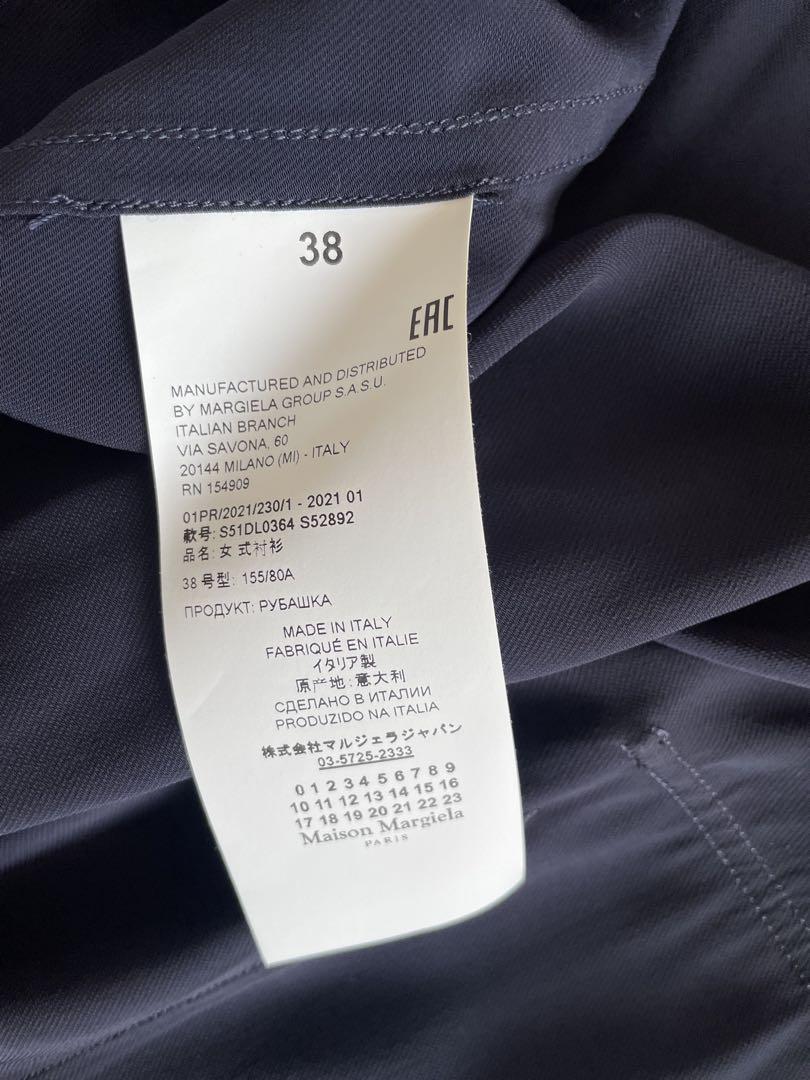 38
EAC
MANUFACTURED AND DISTRIBUTED
BY MARGIELA GROUP S.A.S.U.
ITALIAN BRANCH
VIA SAVONA, 60
20144 MILANO (MI) - ITALY
RN 154909
01PR/2021/230/1 - 2021 01
款号: S51DL0364 S52892
品名: 女式衬衫
38 号型: 155/80A
ПРОДУКТ: РУБАШКА
MADE IN ITALY
FABRIQUÉ EN ITALIE
イタリア製
原产地: 意大利
СДЕЛАНО В ИТАЛИИ
PRODUZIDO NA ITALIA
株式会社マルジェラジャパン
03-5725-2333
0 1 2 3 4 5 6 7 8 9
10 11 12 13 14 15 16
17 18 19 20 21 22 23
Maison Margiela
PARIS